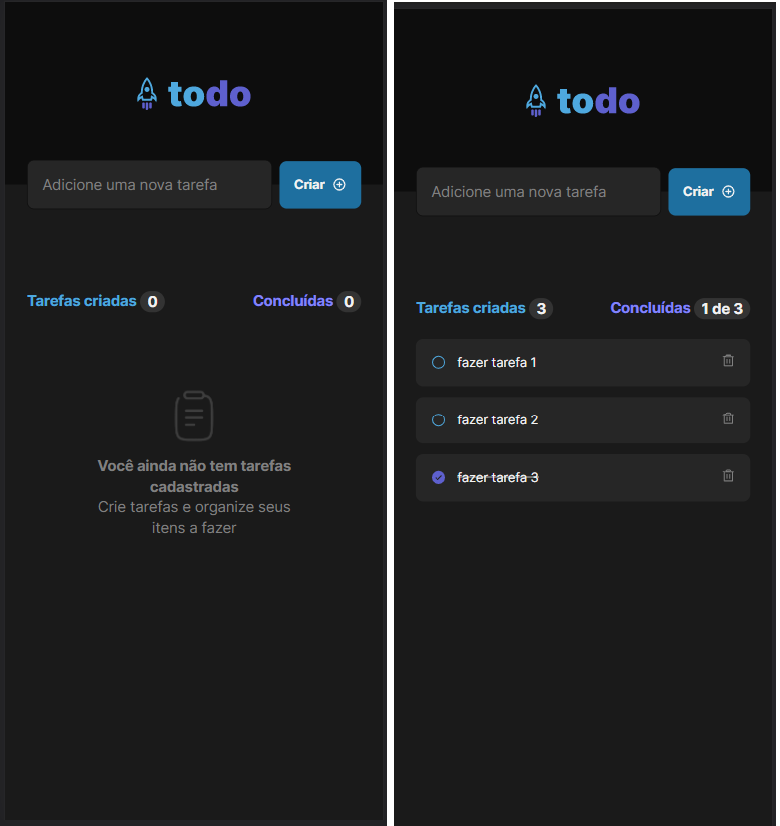 todo
Adicione uma nova tarefa
Criar
Tarefas criadas 0
Concluídas 0
Você ainda não tem tarefas
cadastradas
Crie tarefas e organize seus
itens a fazer
todo
Adicione uma nova tarefa
Criar
Tarefas criadas 3
Concluídas 1 de 3
fazer tarefa 1
fazer tarefa 2
fazer tarefa 3